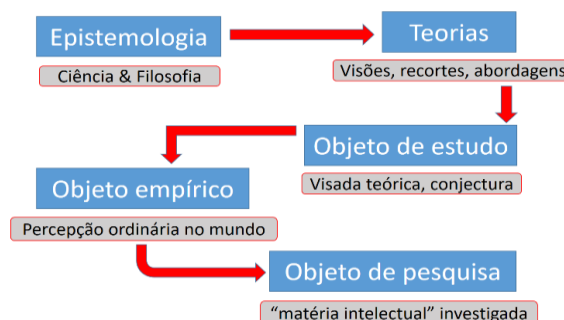 Epistemologia
Ciência & Filosofia
Teorias
Visões, recortes, abordagens
Objeto de estudo
Visada teórica, conjectura
Objeto empírico
Percepção ordinária no mundo
Objeto de pesquisa
“matéria intelectual” investigada